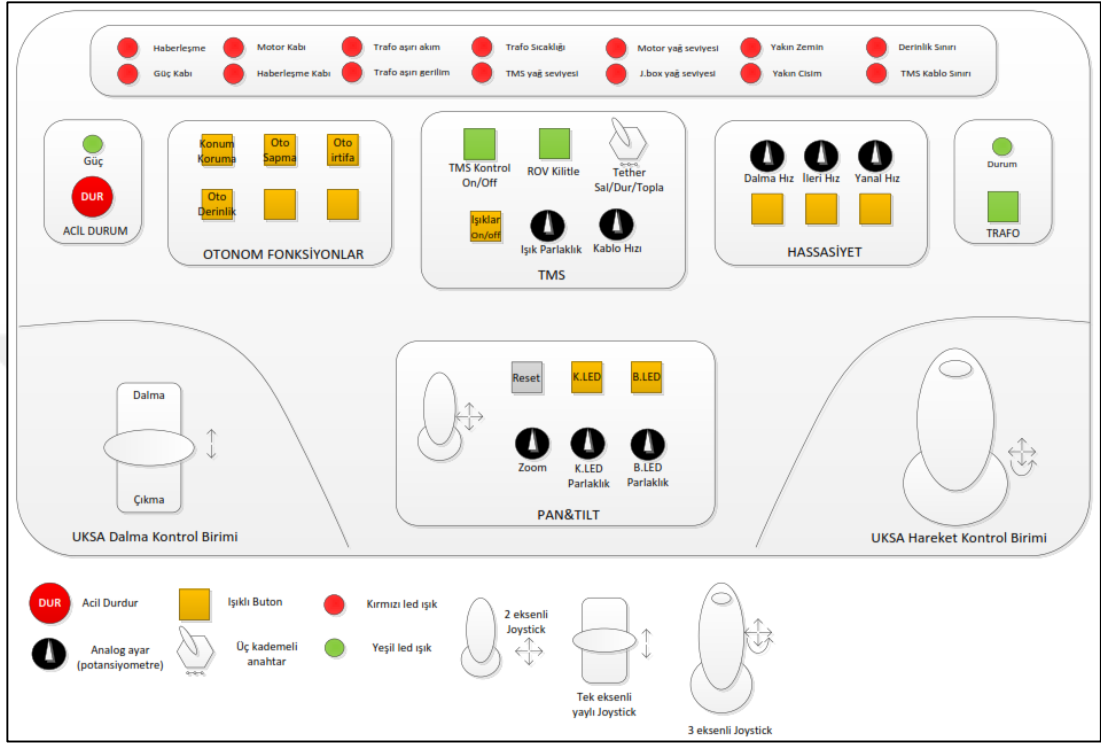 Haberleşme
Motor Kabı
Trafo aşırı akım
Trafo Sıcaklığı
Motor yağ seviyesi
Yakın Zemin
Derinlik Sınırı
Güç Kabı
Haberleşme Kabı
Trafo aşırı gerilim
TMS yağ seviyesi
J.box yağ seviyesi
Yakın Cisim
TMS Kablo Sınırı
Güç
DUR
ACİL DURUM
Konum
Koruma
Oto
Sapma
Oto
irtifa
Oto
Derinlik
OTONOM FONKSİYONLAR
TMS Kontrol
On/Off
ROV Kilitle
Tether
Sal/Dur/Topla
Işıklar
On/off
Işık Parlaklık
Kablo Hızı
TMS
Dalma Hız
İleri Hız
Yanal Hız
HASSASİYET
Durum
TRAFO
Dalma
Çıkma
UKSA Dalma Kontrol Birimi
Reset
K.LED
B.LED
Zoom
K.LED
Parlaklık
B.LED
Parlaklık
PAN&TILT
UKSA Hareket Kontrol Birimi
DUR
Acil Durdur
Işıklı Buton
Kırmızı led ışık
Analog ayar
(potansiyometre)
Üç kademeli
anahtar
Yeşil led ışık
2 eksenli
Joystick
Tek eksenli
yaylı Joystick
3 eksenli Joystick